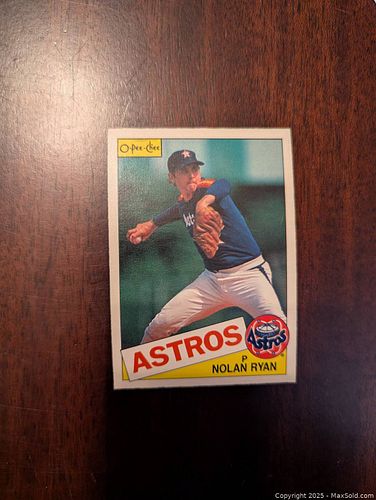 O-Pee-Chee
ASTROS
Astros
P
NOLAN RYAN
Copyright 2025 - MaxSold.com